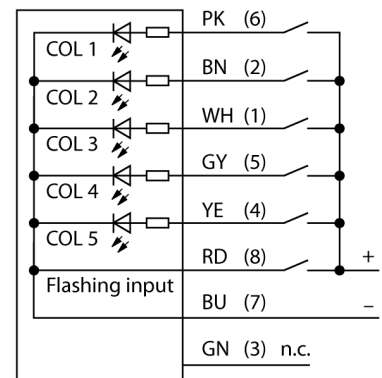 PK (6)
COL 1
BN (2)
COL 2
WH (1)
COL 3
GY (5)
COL 4
YE (4)
COL 5
RD (8) +
Flashing input
BU (7) –
GN (3) n.c.